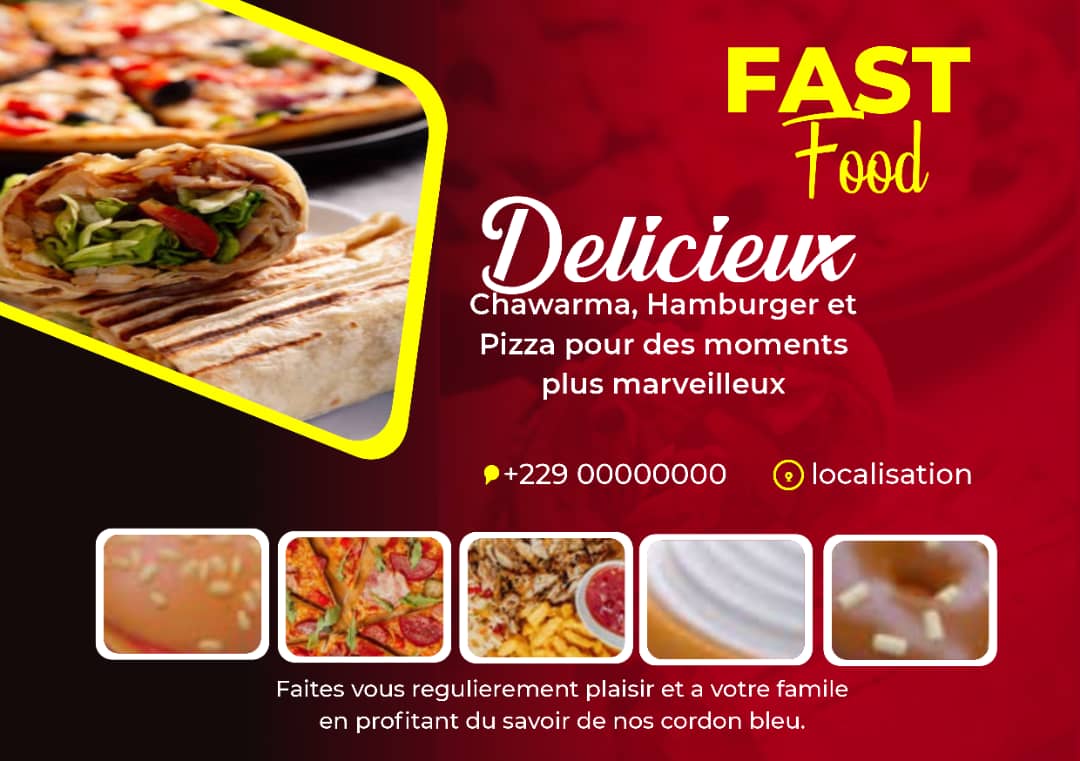 FAST
Food
Delicieux
Chawarma, Hamburger et
Pizza pour des moments
plus marveilleux
+229 00000000
localisation
Faites vous regulierement plaisir et a votre famile
en profitant du savoir de nos cordon bleu.